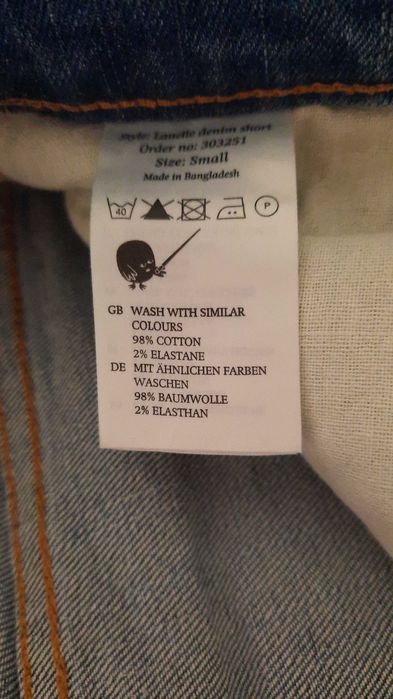 Style: Lanelle denim short
Order no: 303251
Size: Small
Made in Bangladesh
40
P
GB WASH WITH SIMILAR
COLOURS
98% COTTON
2% ELASTANE
DE MIT ÄHNLICHEN FARBEN
WASCHEN
98% BAUMWOLLE
2% ELASTHAN